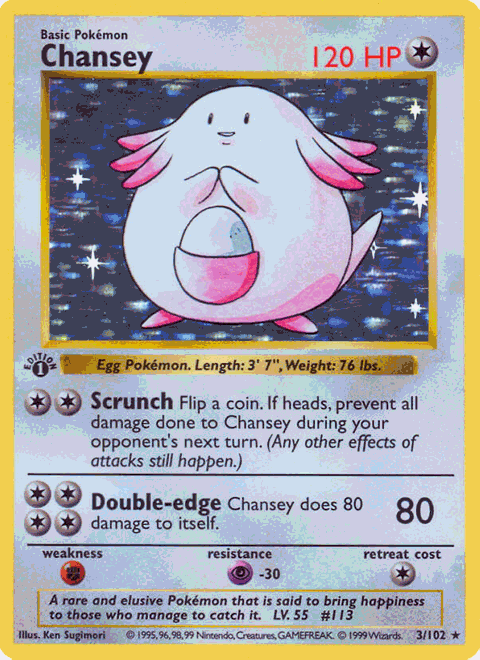 Basic Pokémon
Chansey 120 HP
EDITION
1
Egg Pokémon. Length: 3' 7", Weight: 76 lbs.
Scrunch Flip a coin. If heads, prevent all
damage done to Chansey during your
opponent's next turn. (Any other effects of
attacks still happen.)
Double-edge Chansey does 80
damage to itself. 80
weakness resistance retreat cost
-30
A rare and elusive Pokémon that is said to bring happiness
to those who manage to catch it. LV. 55 #113
Illus. Ken Sugimori © 1995, 96, 98, 99 Nintendo, Creatures, GAMEFREAK. © 1999 Wizards. 3/102 ★